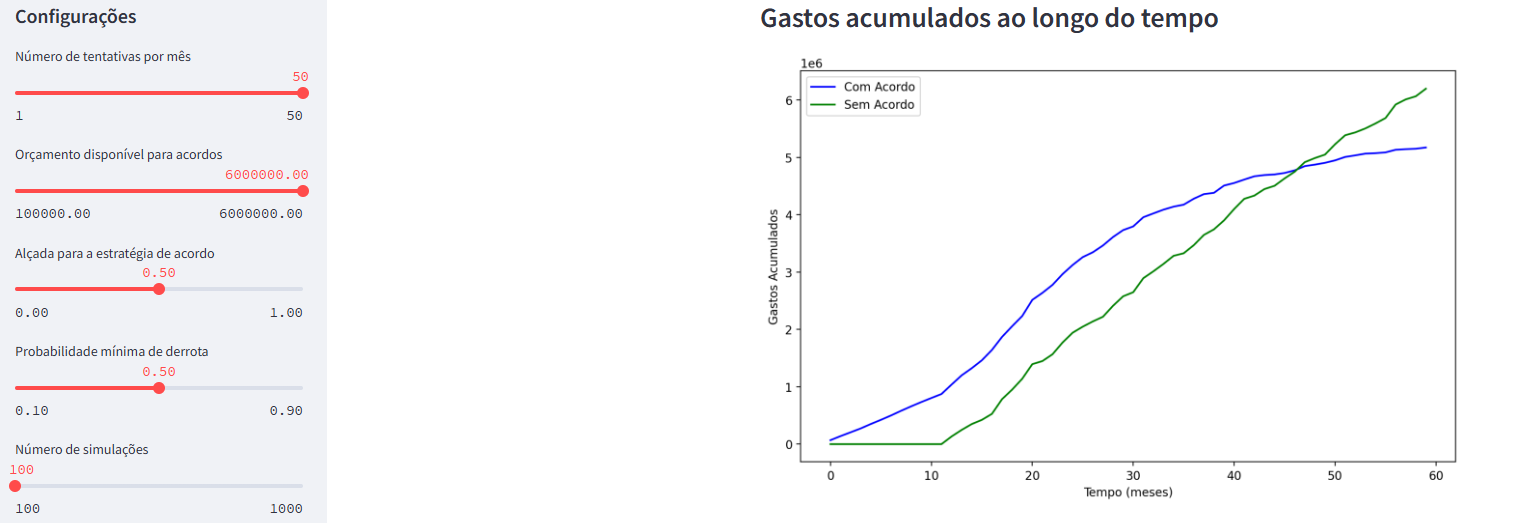 Configurações
Número de tentativas por mês
50
1 50
Orçamento disponível para acordos
6000000.00
100000.00 6000000.00
Alçada para a estratégia de acordo
0.50
0.00 1.00
Probabilidade mínima de derrota
0.50
0.10 0.90
Número de simulações
100
100 1000
Gastos acumulados ao longo do tempo
1e6
Com Acordo
Sem Acordo
6
5
4
3
2
1
0
Gastos Acumulados
0 10 20 30 40 50 60
Tempo (meses)